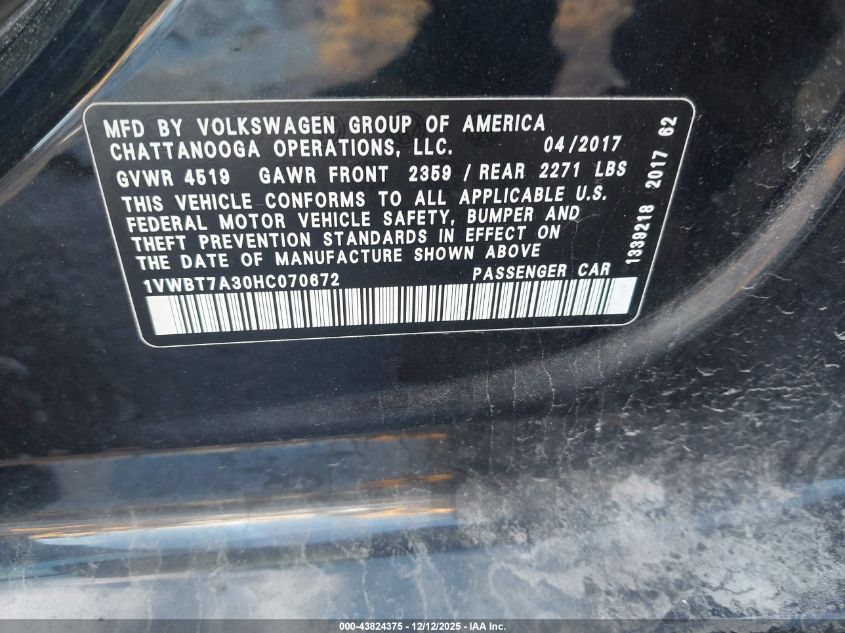 MFD BY VOLKSWAGEN GROUP OF AMERICA
CHATTANOOGA OPERATIONS, LLC. 04/2017
GVWR 4519 GAWR FRONT 2359 / REAR 2271 LBS
THIS VEHICLE CONFORMS TO ALL APPLICABLE U.S.
FEDERAL MOTOR VEHICLE SAFETY, BUMPER AND
THEFT PREVENTION STANDARDS IN EFFECT ON
THE DATE OF MANUFACTURE SHOWN ABOVE
1VWBT7A30HC070672 PASSENGER CAR
1339218 2017 62
000-43824375 - 12/12/2025 - IAA Inc.